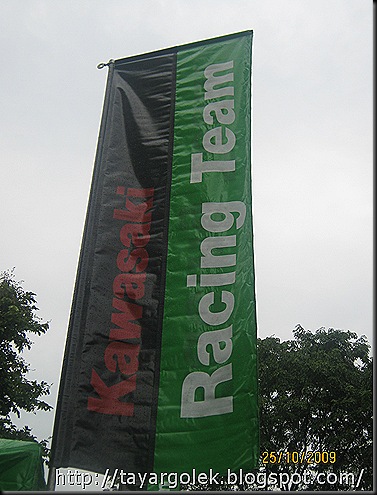 Kawasaki
Racing Team
25/10/2009
http://tayargolek.blogspot.com/